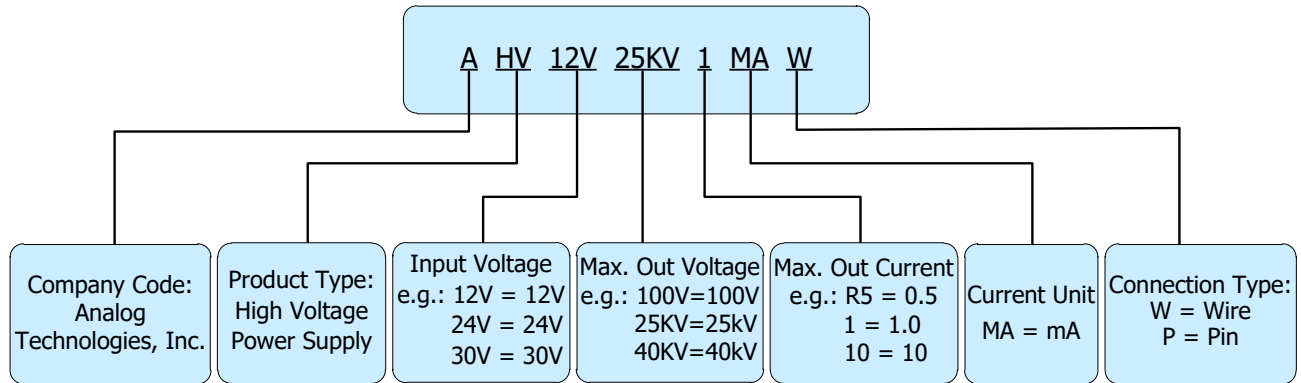 A HV 12V 25KV 1 MA W
Company Code:
Analog
Technologies, Inc.
Product Type:
High Voltage
Power Supply
Input Voltage
e.g.: 12V = 12V
24V = 24V
30V = 30V
Max. Out Voltage
e.g.: 100V=100V
25KV=25kV
40KV=40kV
Max. Out Current
e.g.: R5 = 0.5
1 = 1.0
10 = 10
Current Unit
MA = mA
Connection Type:
W = Wire
P = Pin